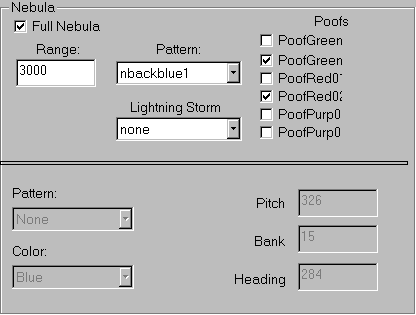 Nebula
Full Nebula
Poofs
Range:
Pattern:
PoofGreen
PoofGreen
3000
nbackblue1
PoofRed01
PoofRed02
Lightning Storm
PoofPurp0
none
PoofPurp0
Pattern:
None
Pitch 326
Bank 15
Color:
Blue
Heading 284